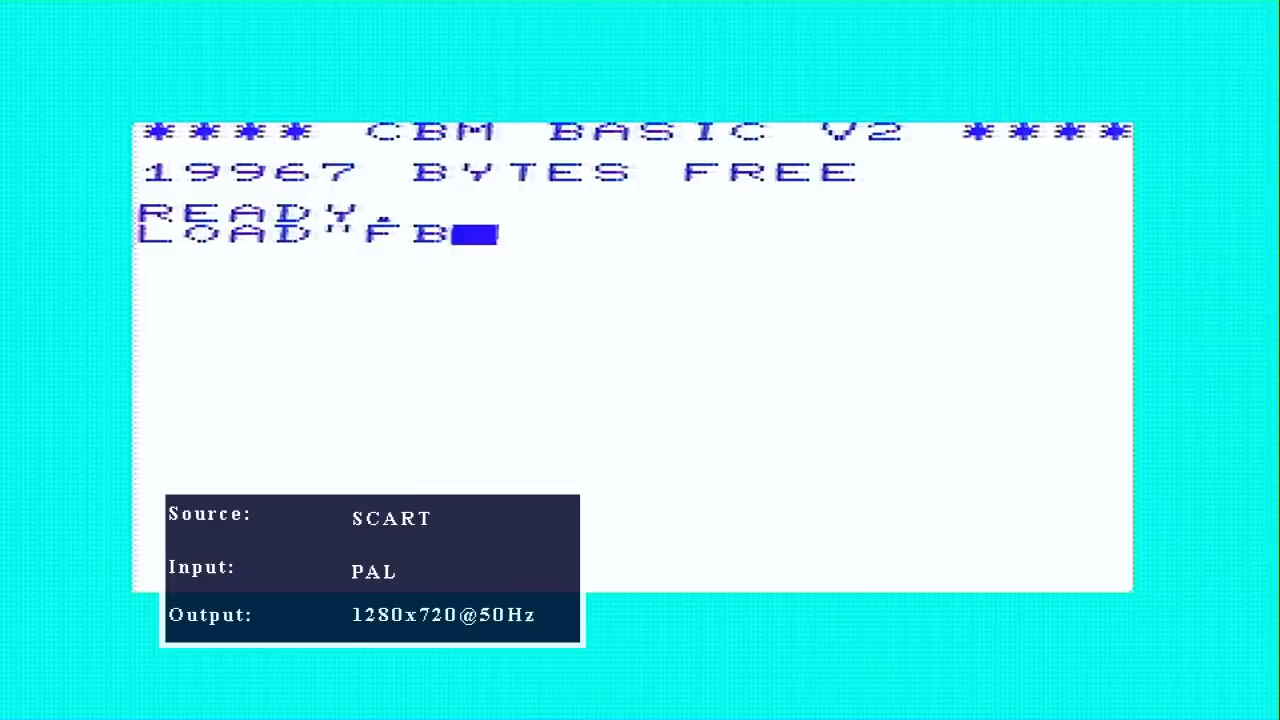 **** CBM BASIC V2 ****
19967 BYTES FREE
READY.
LOAD"FB
Source: SCART
Input: PAL
Output: 1280x720@50Hz